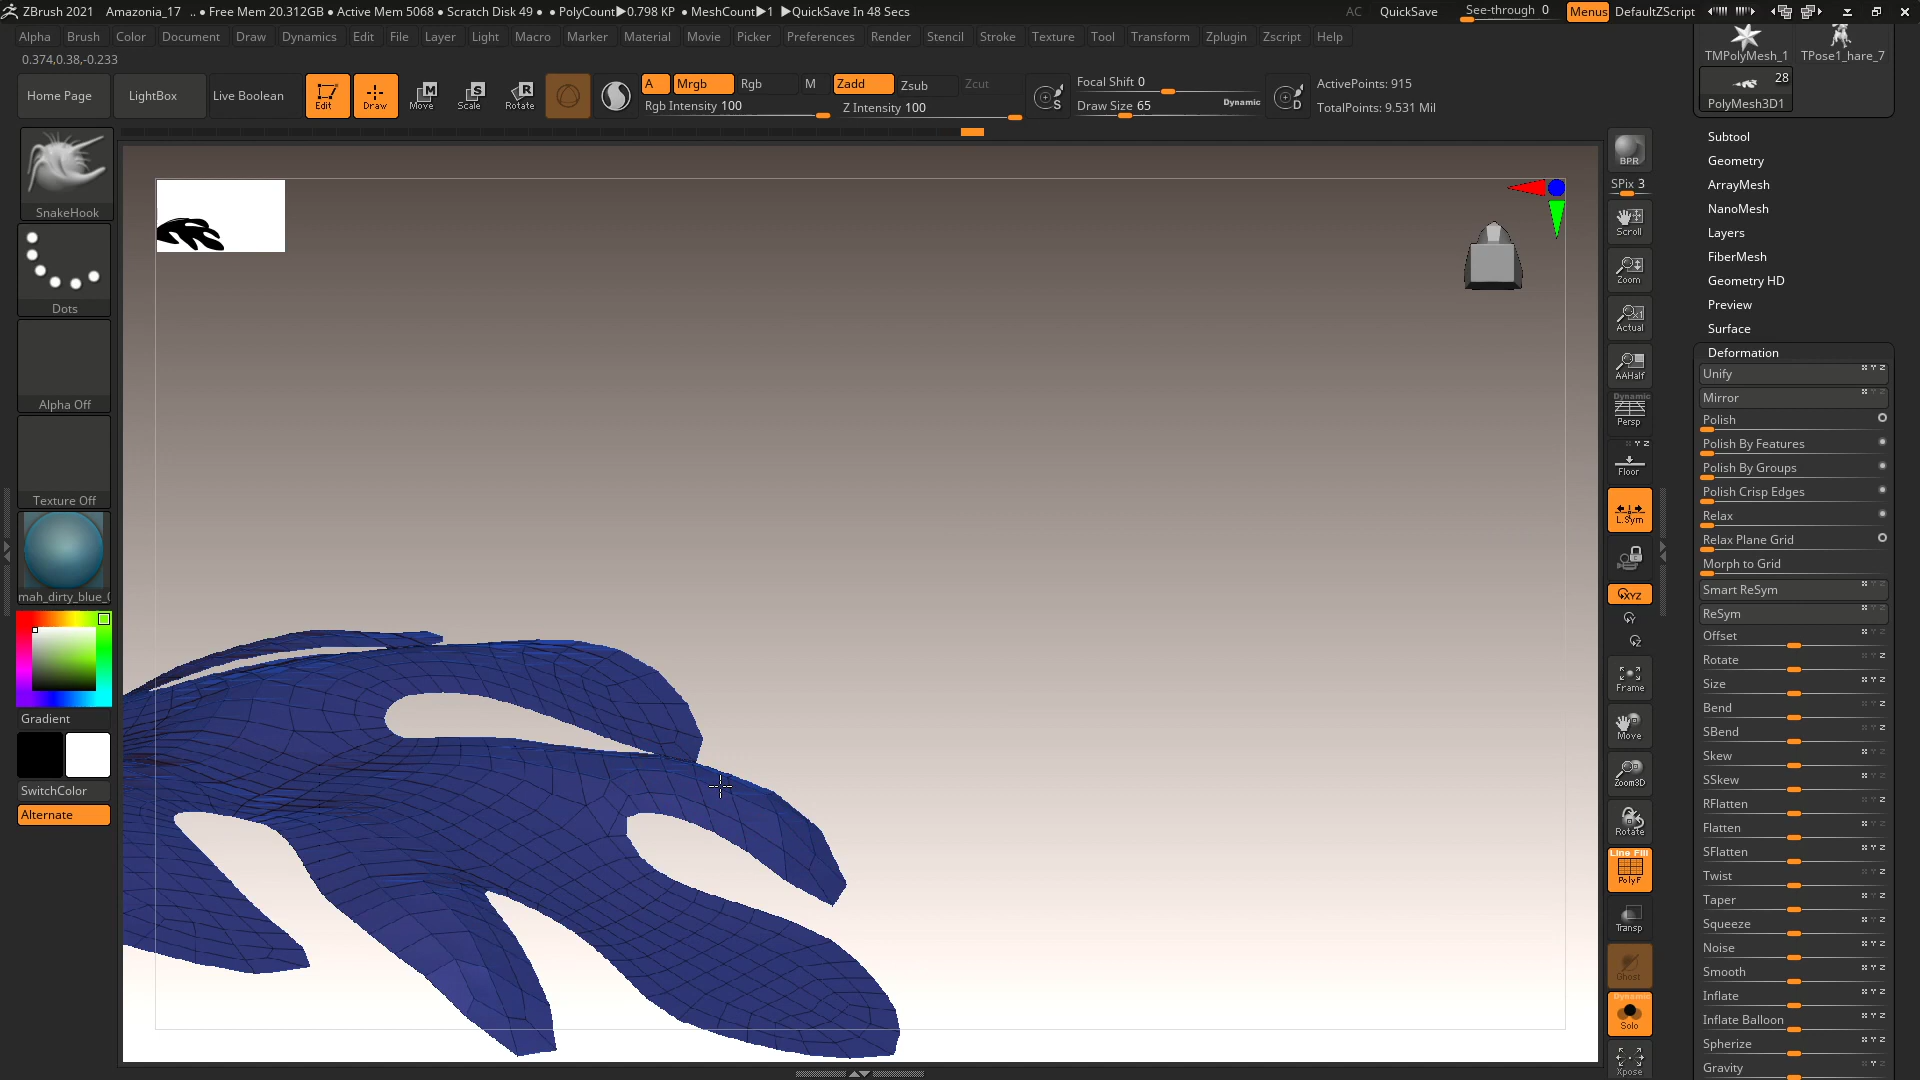 ZBrush 2021 Amazonia_17 .. • Free Mem 20.312GB • Active Mem 5068 • Scratch Disk 49 • • PolyCount▶0.798 KP • MeshCount▶1 ▶QuickSave In 48 Secs AC QuickSave See-through 0 Menus DefaultZScript
Alpha Brush Color Document Draw Dynamics Edit File Layer Light Macro Marker Material Movie Picker Preferences Render Stencil Stroke Texture Tool Transform Zplugin Zscript Help
0.374,0.38,-0.233
Home Page LightBox Live Boolean Edit Draw Move Scale Rotate
A Mrgb Rgb M Zadd Zsub Zcut
Rgb Intensity 100 Z Intensity 100
Focal Shift 0
Draw Size 65 Dynamic
ActivePoints: 915
TotalPoints: 9.531 Mil
SnakeHook
Dots
Alpha Off
Texture Off
mah_dirty_blue_0
Gradient
SwitchColor
Alternate
BPR
SPix 3
Scroll
Zoom
Actual
AAHalf
Dynamic
Persp
Floor
L.Sym
XYZ
Y
Z
Frame
Move
Zoom3D
Rotate
Line Fill
PolyF
Transp
Ghost
Dynamic
Solo
Xpose
TMPolyMesh_1 TPose1_hare_7
28
PolyMesh3D1
Subtool
Geometry
ArrayMesh
NanoMesh
Layers
FiberMesh
Geometry HD
Preview
Surface
Deformation
Unify
Mirror
Polish
Polish By Features
Polish By Groups
Polish Crisp Edges
Relax
Relax Plane Grid
Morph to Grid
Smart ReSym
ReSym
Offset
Rotate
Size
Bend
SBend
Skew
SSkew
RFlatten
Flatten
SFlatten
Twist
Taper
Squeeze
Noise
Smooth
Inflate
Inflate Balloon
Spherize
Gravity